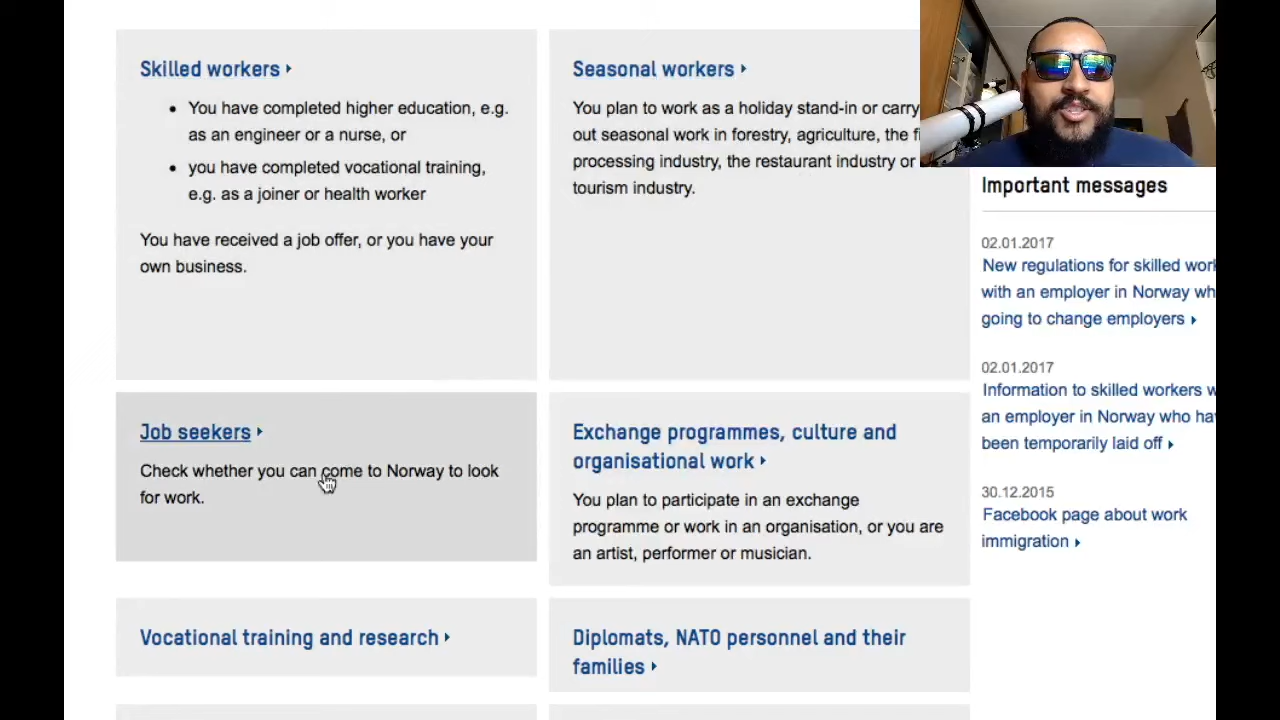 Skilled workers
You have completed higher education, e.g.
as an engineer or a nurse, or
you have completed vocational training,
e.g. as a joiner or health worker
You have received a job offer, or you have your
own business.
Seasonal workers
You plan to work as a holiday stand-in or carry
out seasonal work in forestry, agriculture, the
processing industry, the restaurant industry or
tourism industry.
Important messages
02.01.2017
New regulations for skilled
with an employer in Norway
going to change employers
02.01.2017
Information to skilled workers
an employer in Norway who
been temporarily laid off
30.12.2015
Facebook page about work
immigration
Job seekers
Check whether you can come to Norway to look
for work.
Exchange programmes, culture and
organisational work
You plan to participate in an exchange
programme or work in an organisation, or you are
an artist, performer or musician.
Vocational training and research
Diplomats, NATO personnel and their
families